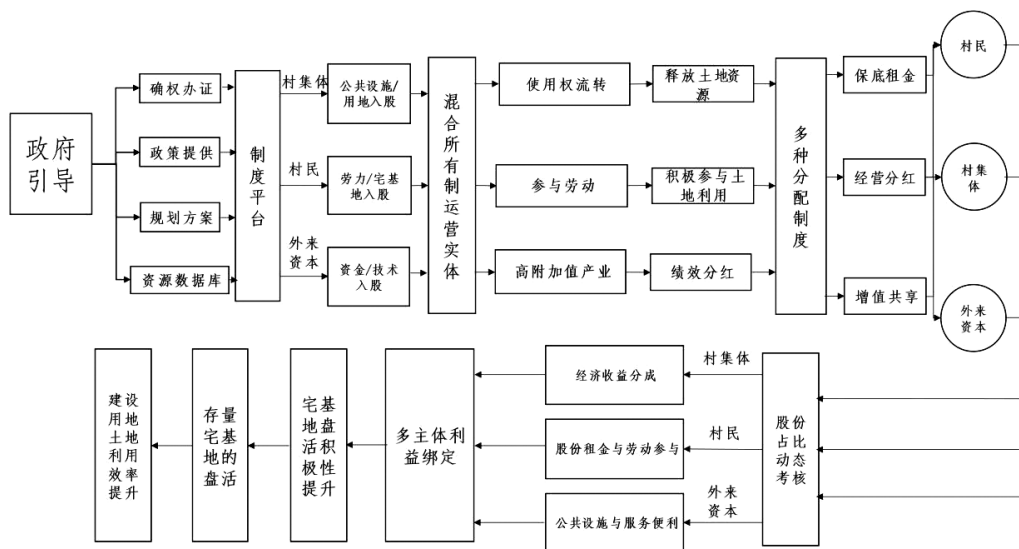 政府
引导
确权办证
政策提供
规划方案
资源数据库
制度平台
村集体
村民
外来
资本
公共设施/
用地入股
劳力/宅基
地入股
资金/技术
入股
混合所有制运营实体
使用权流转
参与劳动
高附加值产业
释放土地资
源
积极参与土
地利用
绩效分红
多种分配制度
保底租金
经营分红
增值共享
村民
村集
体
外来
资本
股份
占比
动态
考核
村集体
村民
外来
资本
经济收益分成
股份租金与劳动参与
公共设施与服务便利
多主体利
益绑定
宅基
地盘
活积
极性
提升
存量
宅基
地的
盘活
建设
用地
土地
利用
效率
提升